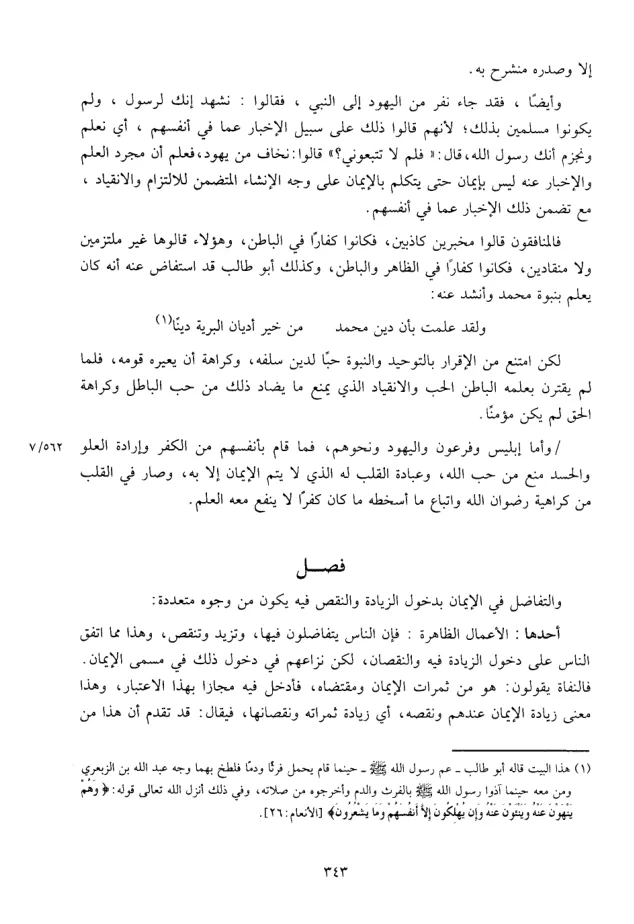 إلا وصدره منشرح به.
وأيضًا ، فقد جاء نفر من اليهود إلى النبي ، فقالوا : نشهد إنك لرسول ، ولم
يكونوا مسلمين بذلك؛ لأنهم قالوا ذلك على سبيل الإخبار عما في أنفسهم ، أي نعلم
ونجزم أنك رسول الله،قال:« فلم لا تتبعوني؟» قالوا:نخاف من يهود،فعلم أن مجرد العلم
والإخبار عنه ليس بإيمان حتى يتكلم بالإيمان على وجه الإنشاء المتضمن للالتزام والانقياد ،
مع تضمن ذلك الإخبار عما في أنفسهم.
فالمنافقون قالوا مخبرين كاذبين، فكانوا كفارًا في الباطن، وهؤلاء قالوها غير ملتزمين
ولا منقادين، فكانوا كفارًا في الظاهر والباطن، وكذلك أبو طالب قد استفاض عنه أنه كان
يعلم بنبوة محمد وأنشد عنه:
ولقد علمت بأن دين محمد من خير أديان البرية دينًا(١)
لكن امتنع من الإقرار بالتوحيد والنبوة حبًا لدين سلفه، وكراهة أن يعيره قومه، فلما
لم يقترن بعلمه الباطن الحب والانقياد الذي يمنع ما يضاد ذلك من حب الباطل وكراهة
الحق لم يكن مؤمنًا.
/ وأما إبليس وفرعون واليهود ونحوهم، فما قام بأنفسهم من الكفر وإرادة العلو ٧/٥٦٢
والحسد منع من حب الله، وعبادة القلب له الذي لا يتم الإيمان إلا به، وصار في القلب
من كراهية رضوان الله واتباع ما أسخطه ما كان كفرًا لا ينفع معه العلم.
فصــل
والتفاضل في الإيمان بدخول الزيادة والنقص فيه يكون من وجوه متعددة:
أحدها : الأعمال الظاهرة : فإن الناس يتفاضلون فيها، وتزيد وتنقص، وهذا مما اتفق
الناس على دخول الزيادة فيه والنقصان، لكن نزاعهم في دخول ذلك في مسمى الإيمان.
فالنفاة يقولون: هو من ثمرات الإيمان ومقتضاه، فأدخل فيه مجازا بهذا الاعتبار، وهذا
معنى زيادة الإيمان عندهم ونقصه، أي زيادة ثمراته ونقصانها، فيقال: قد تقدم أن هذا من
(١) هذا البيت قاله أبو طالب ـ عم رسول الله ﷺ ـ حينما قام يحمل فرثًا ودمًا فلطخ بهما وجه عبد الله بن الزبعري
ومن معه حينما آذوا رسول الله ﷺ بالفرث والدم وأخرجوه من صلاته، وفي ذلك أنزل الله تعالى قوله: ﴿ وَهُمْ
يَنْهَوْنَ عَنْهُ وَيَنْئَوْنَ عَنْهُ وَإِن يُهْلِكُونَ إِلاَّ أَنفُسَهُمْ وَمَا يَشْعُرُونَ﴾ [الأنعام:٢٦].
٣٤٣